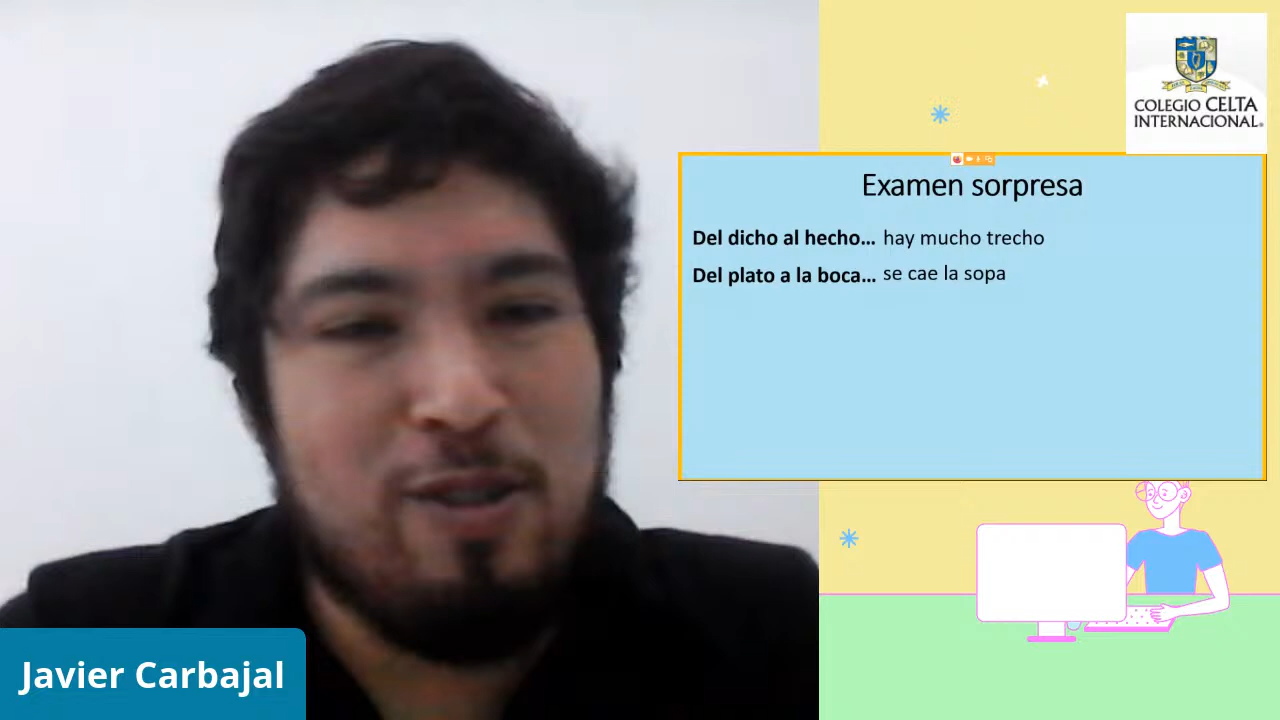 COLEGIO CELTA
INTERNACIONAL®
Examen sorpresa
Del dicho al hecho... hay mucho trecho
Del plato a la boca... se cae la sopa
Javier Carbajal